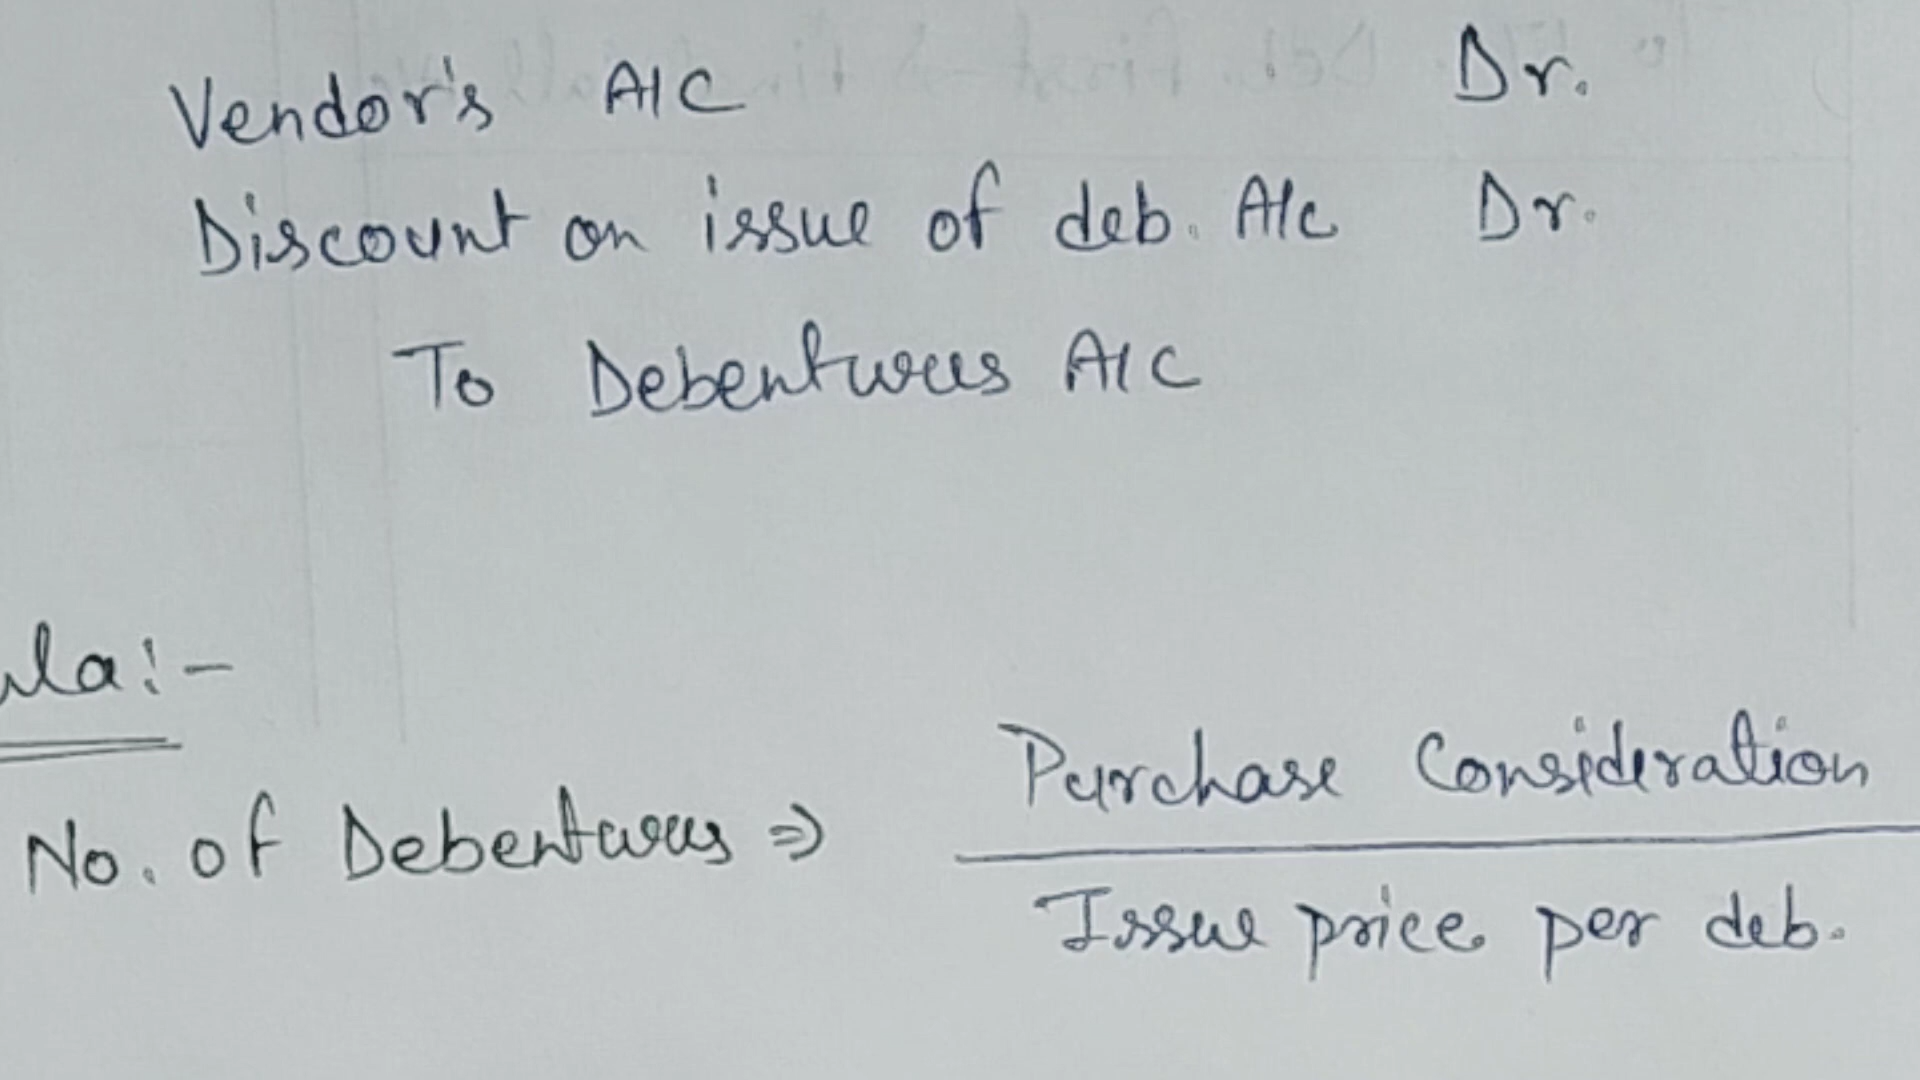 Vendor's A/C Dr.
Discount on issue of deb. A/c Dr.
To Debentures A/C
ula:-
No. of Debentures ⇒ Purchase Consideration
Issue price per deb.